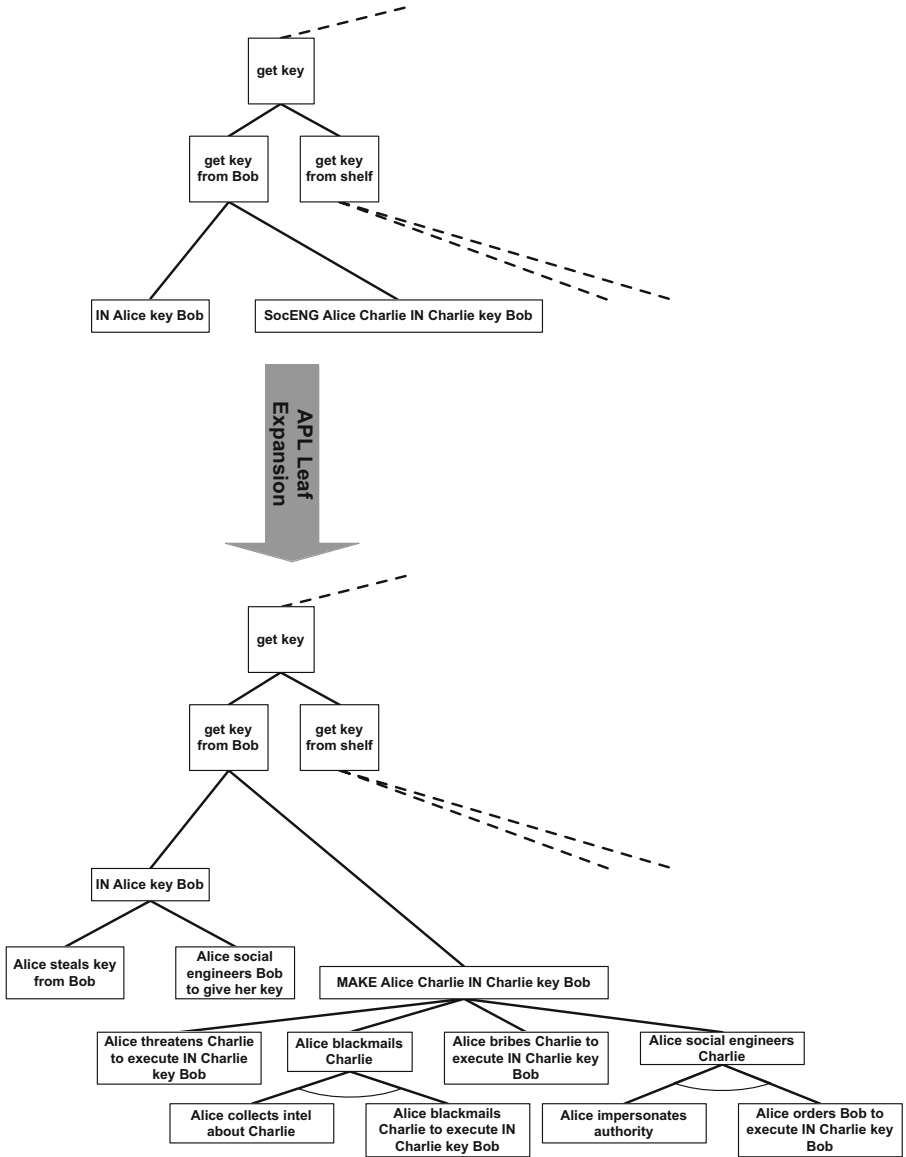 get key
get key
from Bob
get key
from shelf
IN Alice key Bob
SocENG Alice Charlie IN Charlie key Bob
APL Leaf
Expansion
get key
get key
from Bob
get key
from shelf
IN Alice key Bob
Alice steals key
from Bob
Alice social
engineers Bob
to give her key
MAKE Alice Charlie IN Charlie key Bob
Alice threatens Charlie
to execute IN Charlie
key Bob
Alice blackmails
Charlie
Alice bribes Charlie to
execute IN Charlie key
Bob
Alice social engineers
Charlie
Alice collects intel
about Charlie
Alice blackmails
Charlie to execute IN
Charlie key Bob
Alice impersonates
authority
Alice orders Bob to
execute IN Charlie key
Bob